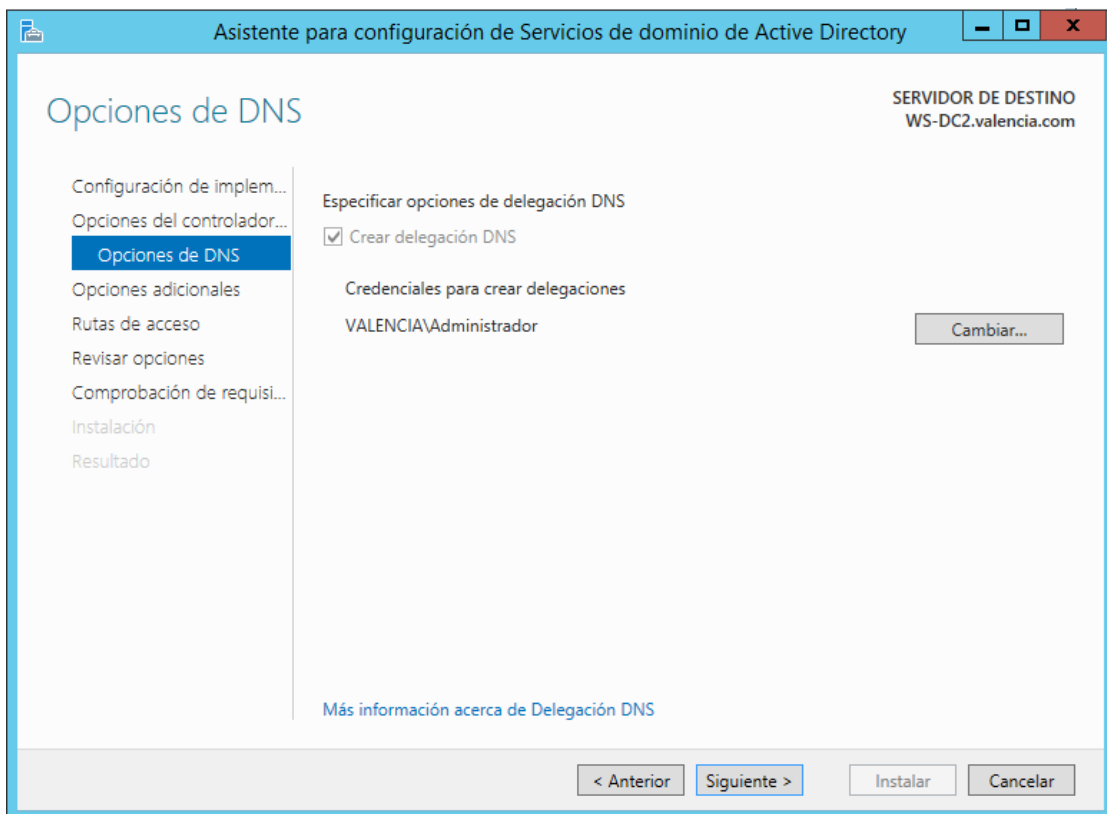 Asistente para configuración de Servicios de dominio de Active Directory
Opciones de DNS
SERVIDOR DE DESTINO
WS-DC2.valencia.com
Configuración de implem...
Opciones del controlador...
Opciones de DNS
Opciones adicionales
Rutas de acceso
Revisar opciones
Comprobación de requisi...
Instalación
Resultado
Especificar opciones de delegación DNS
Crear delegación DNS
Credenciales para crear delegaciones
VALENCIA\Administrador
Cambiar...
Más información acerca de Delegación DNS
< Anterior
Siguiente >
Instalar
Cancelar